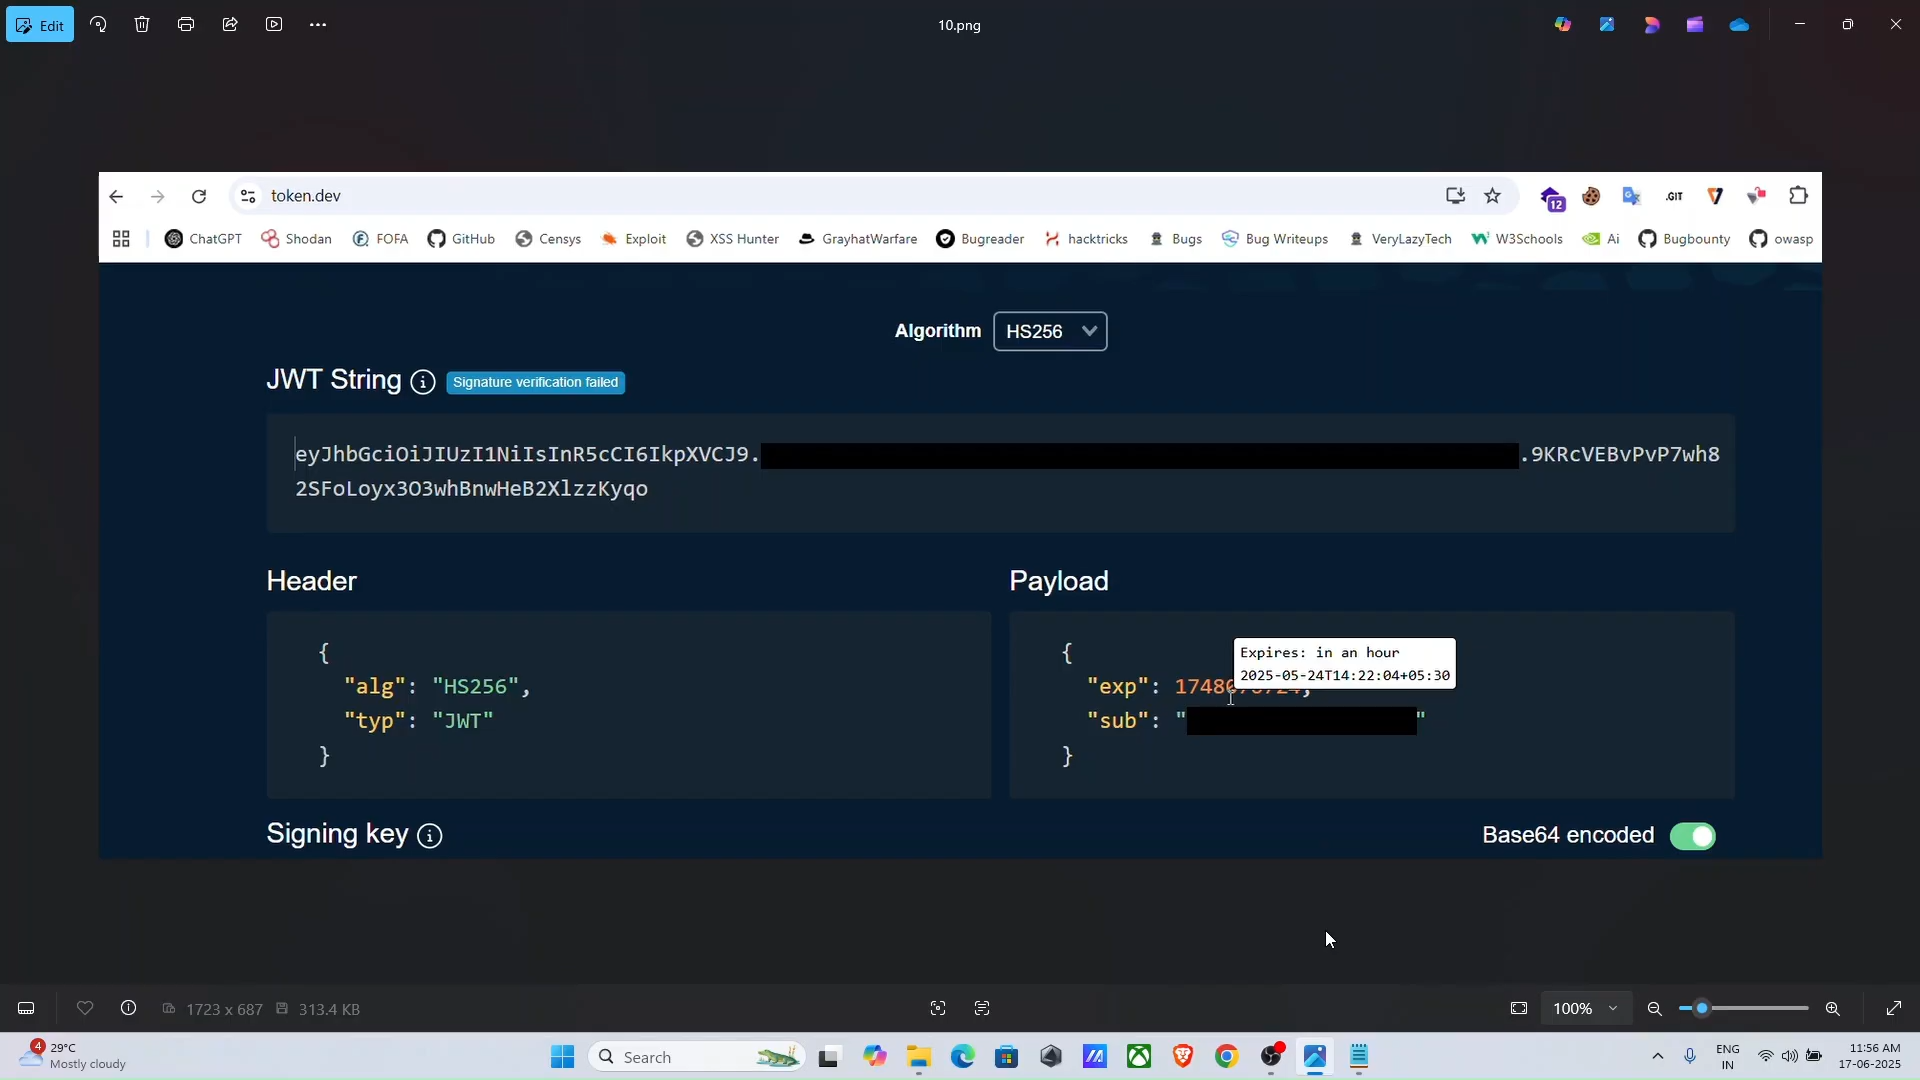 Edit
10.png
token.dev
12
.GIT
ChatGPT Shodan FOFA GitHub Censys Exploit XSS Hunter GrayhatWarfare Bugreader hacktricks Bugs Bug Writeups VeryLazyTech W3Schools Ai Bugbounty owasp
Algorithm HS256
JWT String Signature verification failed
eyJhbGciOiJIUzI1NiIsInR5cCI6IkpXVCJ9. .9KRcVEBvPvP7wh8
2SFoLoyx3O3whBnwHeB2XlzzKyqo
Header
{
"alg": "HS256",
"typ": "JWT"
}
Payload
{
Expires: in an hour
2025-05-24T14:22:04+05:30
"exp":
"sub": " "
}
Signing key
Base64 encoded
1723 x 687 313.4 KB
100%
4
29°C
Mostly cloudy
Search
ENG
IN
11:56 AM
17-06-2025